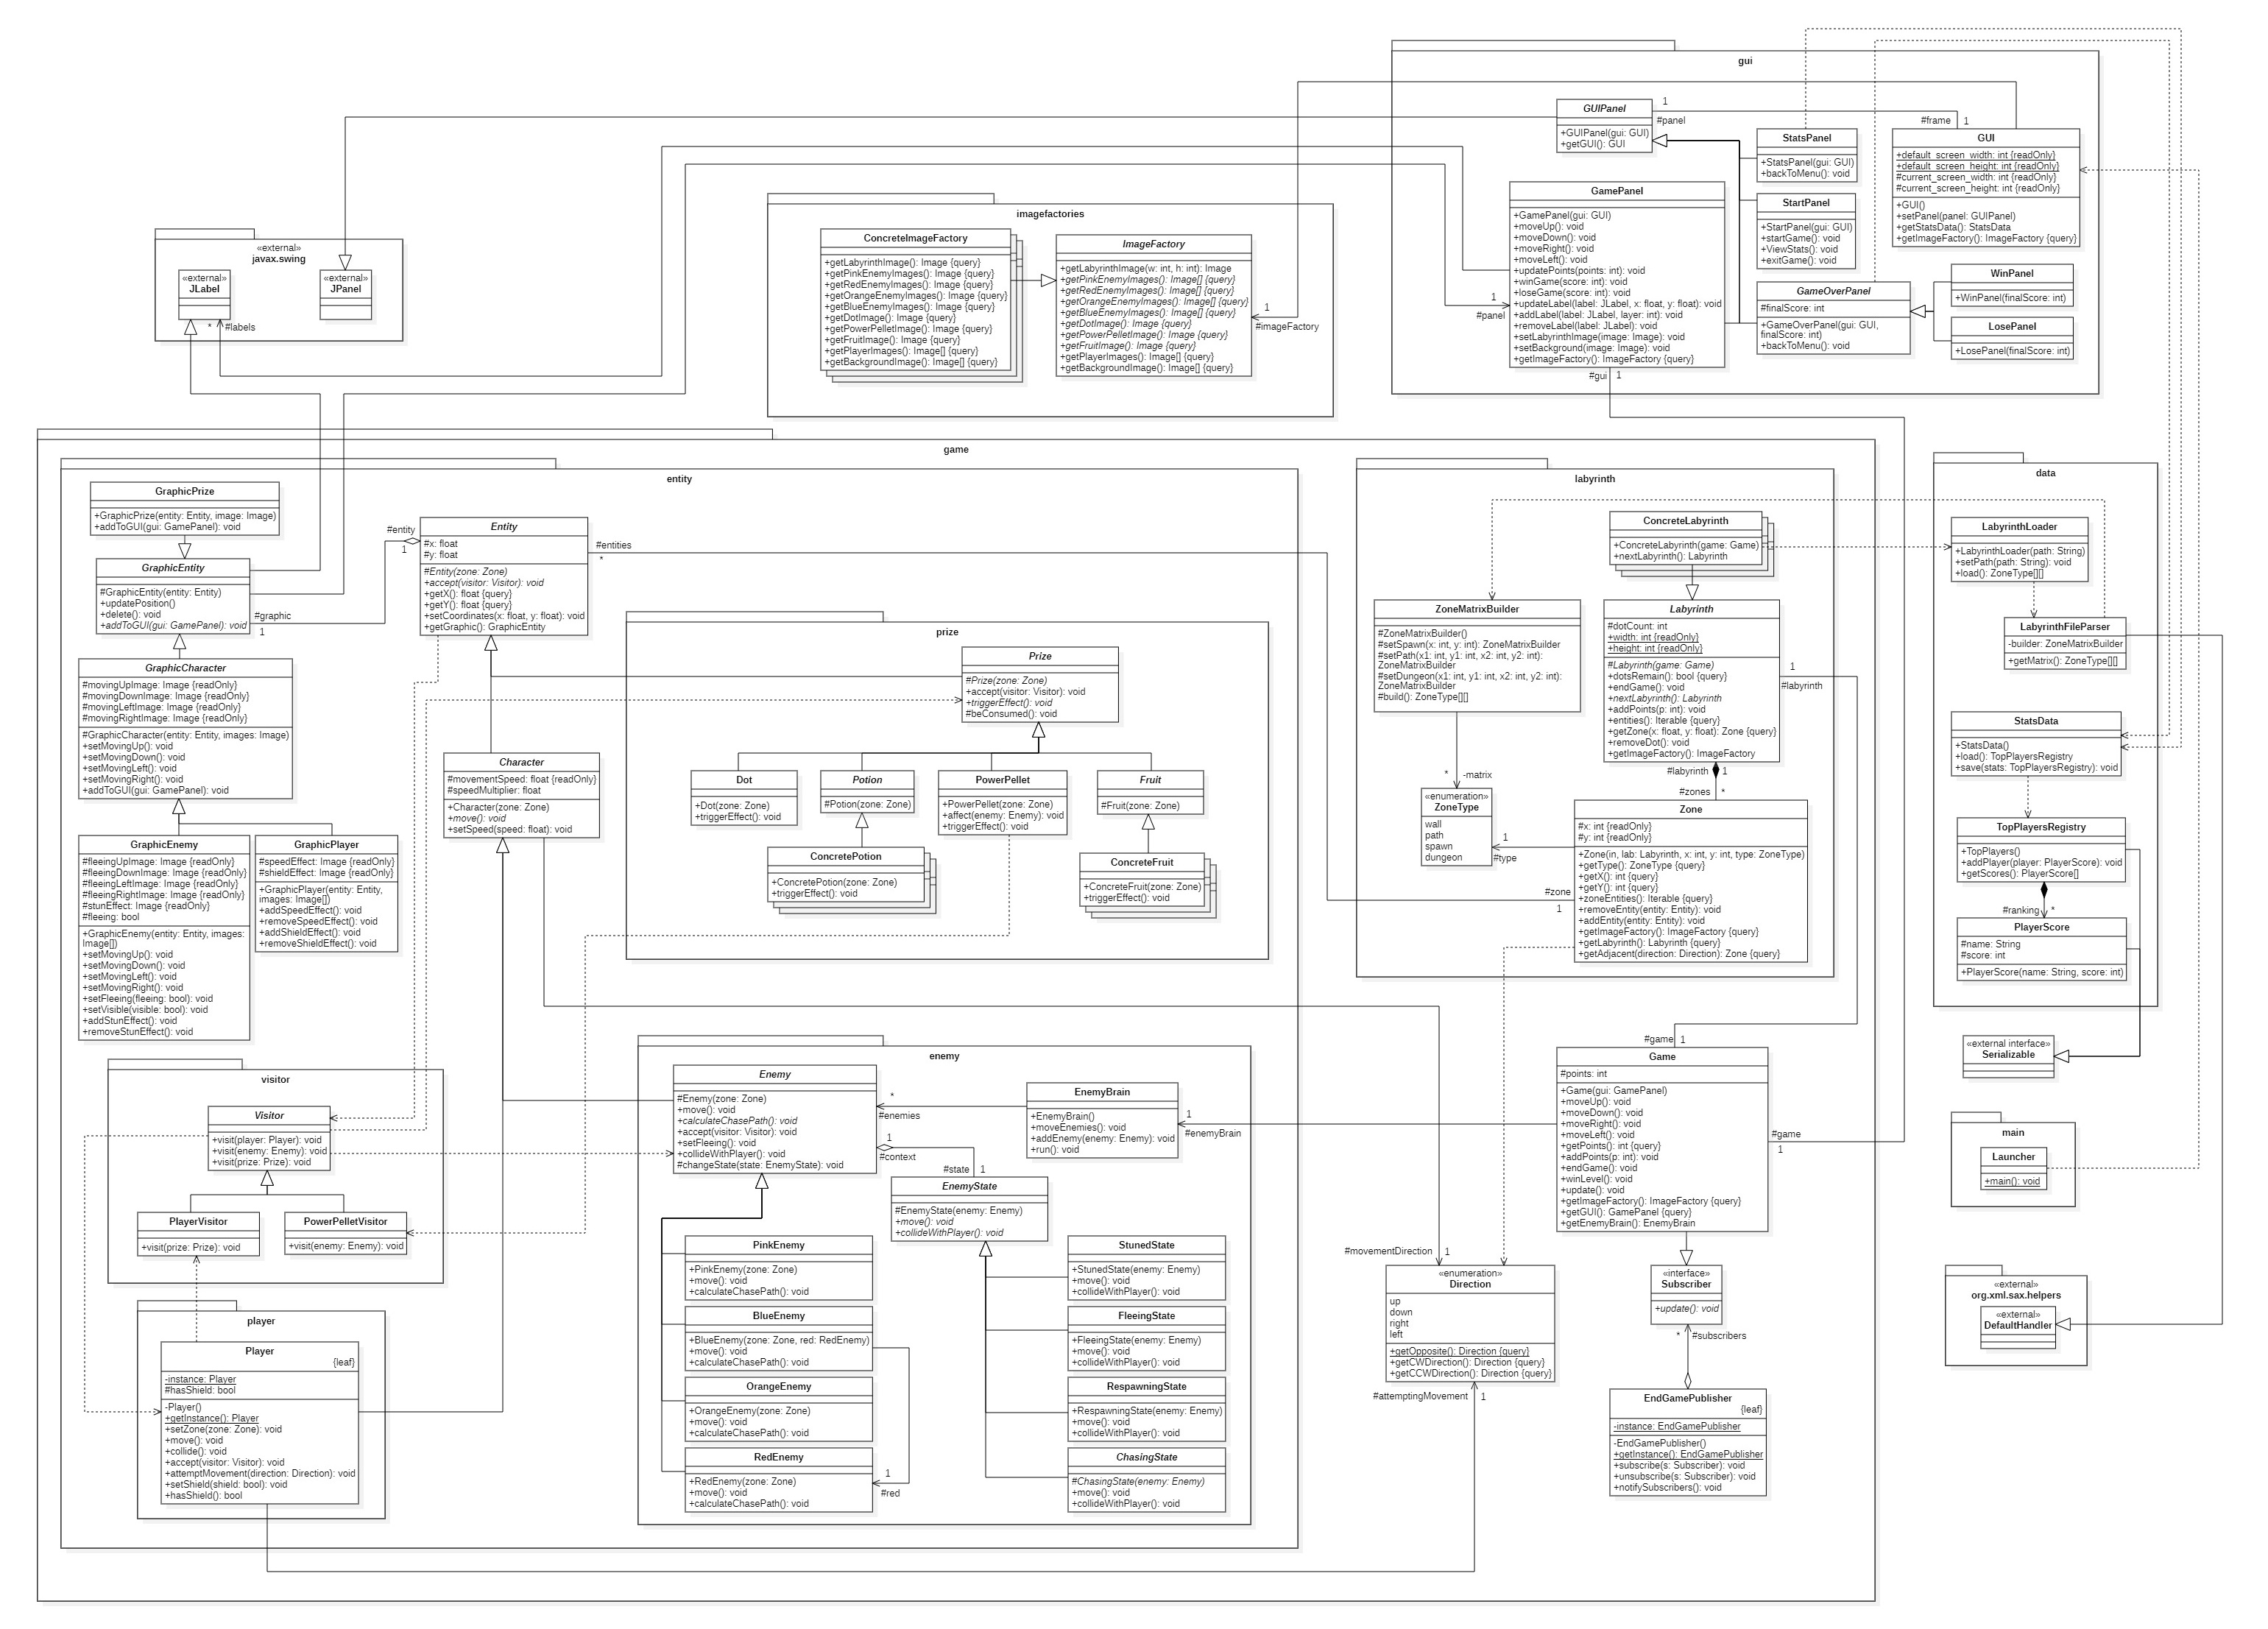 gui
GUIPanel
+GUIPanel(gui: GUI)
+getGUI(): GUI
1
#panel
#frame
1
StatsPanel
+StatsPanel(gui: GUI)
+backToMenu(): void
GUI
+default_screen_width: int {readOnly}
+default_screen_height: int {readOnly}
#current_screen_width: int {readOnly}
#current_screen_height: int {readOnly}
+GUI()
+setPanel(panel: GUIPanel)
+getStatsData(): StatsData
+getImageFactory(): ImageFactory {query}
GamePanel
+GamePanel(gui: GUI)
+moveUp(): void
+moveDown(): void
+moveRight(): void
+moveLeft(): void
+updatePoints(points: int): void
+winGame(score: int): void
+loseGame(score: int): void
+updateLabel(label: JLabel, x: float, y: float): void
+addLabel(label: JLabel, layer: int): void
+removeLabel(label: JLabel): void
+setLabyrinthImage(image: Image): void
+setBackground(image: Image): void
+getImageFactory(): ImageFactory {query}
1
#panel
#gui
1
StartPanel
+StartPanel(gui: GUI)
+startGame(): void
+ViewStats(): void
+exitGame(): void
GameOverPanel
#finalScore: int
+GameOverPanel(gui: GUI,
finalScore: int)
+backToMenu(): void
WinPanel
+WinPanel(finalScore: int)
LosePanel
+LosePanel(finalScore: int)
imagefactories
ConcreteImageFactory
+getLabyrinthImage(): Image {query}
+getPinkEnemyImages(): Image {query}
+getRedEnemyImages(): Image {query}
+getOrangeEnemyImages(): Image {query}
+getBlueEnemyImages(): Image {query}
+getDotImage(): Image {query}
+getPowerPelletImage(): Image {query}
+getFruitImage(): Image {query}
+getPlayerImages(): Image[] {query}
+getBackgroundImage(): Image[] {query}
ImageFactory
+getLabyrinthImage(w: int, h: int): Image
+getPinkEnemyImages(): Image[] {query}
+getRedEnemyImages(): Image[] {query}
+getOrangeEnemyImages(): Image[] {query}
+getBlueEnemyImages(): Image[] {query}
+getDotImage(): Image {query}
+getPowerPelletImage(): Image {query}
+getFruitImage(): Image {query}
+getPlayerImages(): Image[] {query}
+getBackgroundImage(): Image[] {query}
1
#imageFactory
«external»
javax.swing
«external»
JLabel
«external»
JPanel
*
#labels
game
entity
GraphicPrize
+GraphicPrize(entity: Entity, image: Image)
+addToGUI(gui: GamePanel): void
GraphicEntity
#GraphicEntity(entity: Entity)
+updatePosition()
+delete(): void
+addToGUI(gui: GamePanel): void
#entity
1
#graphic
1
Entity
#x: float
#y: float
#Entity(zone: Zone)
+accept(visitor: Visitor): void
+getX(): float {query}
+getY(): float {query}
+setCoordinates(x: float, y: float): void
+getGraphic(): GraphicEntity
#entities
*
GraphicCharacter
#movingUpImage: Image {readOnly}
#movingDownImage: Image {readOnly}
#movingLeftImage: Image {readOnly}
#movingRightImage: Image {readOnly}
#GraphicCharacter(entity: Entity, images: Image)
+setMovingUp(): void
+setMovingDown(): void
+setMovingLeft(): void
+setMovingRight(): void
+addToGUI(gui: GamePanel): void
GraphicEnemy
#fleeingUpImage: Image {readOnly}
#fleeingDownImage: Image {readOnly}
#fleeingLeftImage: Image {readOnly}
#fleeingRightImage: Image {readOnly}
#stunEffect: Image {readOnly}
#fleeing: bool
+GraphicEnemy(entity: Entity, images:
Image[])
+setMovingUp(): void
+setMovingDown(): void
+setMovingLeft(): void
+setMovingRight(): void
+setFleeing(fleeing: bool): void
+setVisible(visible: bool): void
+addStunEffect(): void
+removeStunEffect(): void
GraphicPlayer
#speedEffect: Image {readOnly}
#shieldEffect: Image {readOnly}
+GraphicPlayer(entity: Entity,
images: Image[])
+addSpeedEffect(): void
+removeSpeedEffect(): void
+addShieldEffect(): void
+removeShieldEffect(): void
Character
#movementSpeed: float {readOnly}
#speedMultiplier: float
+Character(zone: Zone)
+move(): void
+setSpeed(speed: float): void
prize
Prize
#Prize(zone: Zone)
+accept(visitor: Visitor): void
+triggerEffect(): void
#beConsumed(): void
Dot
+Dot(zone: Zone)
+triggerEffect(): void
Potion
#Potion(zone: Zone)
PowerPellet
+PowerPellet(zone: Zone)
+affect(enemy: Enemy): void
+triggerEffect(): void
Fruit
#Fruit(zone: Zone)
ConcretePotion
+ConcretePotion(zone: Zone)
+triggerEffect(): void
ConcreteFruit
+ConcreteFruit(zone: Zone)
+triggerEffect(): void
labyrinth
ConcreteLabyrinth
+ConcreteLabyrinth(game: Game)
+nextLabyrinth(): Labyrinth
ZoneMatrixBuilder
#ZoneMatrixBuilder()
#setSpawn(x: int, y: int): ZoneMatrixBuilder
#setPath(x1: int, y1: int, x2: int, y2: int):
ZoneMatrixBuilder
#setDungeon(x1: int, y1: int, x2: int, y2: int):
ZoneMatrixBuilder
#build(): ZoneType[][]
*
-matrix
Labyrinth
#dotCount: int
+width: int {readOnly}
+height: int {readOnly}
#Labyrinth(game: Game)
+dotsRemain(): bool {query}
+endGame(): void
+nextLabyrinth(): Labyrinth
+addPoints(p: int): void
+entities(): Iterable {query}
+getZone(x: float, y: float): Zone {query}
+removeDot(): void
+getImageFactory(): ImageFactory
1
#labyrinth
#labyrinth
1
#zones
*
«enumeration»
ZoneType
wall
path
spawn
dungeon
1
#type
#zone
1
Zone
#x: int {readOnly}
#y: int {readOnly}
+Zone(in, lab: Labyrinth, x: int, y: int, type: ZoneType)
+getType(): ZoneType {query}
+getX(): int {query}
+getY(): int {query}
+zoneEntities(): Iterable {query}
+removeEntity(entity: Entity): void
+addEntity(entity: Entity): void
+getImageFactory(): ImageFactory {query}
+getLabyrinth(): Labyrinth {query}
+getAdjacent(direction: Direction): Zone {query}
data
LabyrinthLoader
+LabyrinthLoader(path: String)
+setPath(path: String): void
+load(): ZoneType[][]
LabyrinthFileParser
-builder: ZoneMatrixBuilder
+getMatrix(): ZoneType[][]
StatsData
+StatsData()
+load(): TopPlayersRegistry
+save(stats: TopPlayersRegistry): void
TopPlayersRegistry
+TopPlayers()
+addPlayer(player: PlayerScore): void
+getScores(): PlayerScore[]
#ranking
*
PlayerScore
#name: String
#score: int
+PlayerScore(name: String, score: int)
«external interface»
Serializable
main
Launcher
+main(): void
«external»
org.xml.sax.helpers
«external»
DefaultHandler
visitor
Visitor
+visit(player: Player): void
+visit(enemy: Enemy): void
+visit(prize: Prize): void
PlayerVisitor
+visit(prize: Prize): void
PowerPelletVisitor
+visit(enemy: Enemy): void
player
Player
{leaf}
-instance: Player
#hasShield: bool
-Player()
+getInstance(): Player
+setZone(zone: Zone): void
+move(): void
+collide(): void
+accept(visitor: Visitor): void
+attemptMovement(direction: Direction): void
+setShield(shield: bool): void
+hasShield(): bool
enemy
Enemy
#Enemy(zone: Zone)
+move(): void
+calculateChasePath(): void
+accept(visitor: Visitor): void
+setFleeing(): void
+collideWithPlayer(): void
#changeState(state: EnemyState): void
*
#enemies
1
#context
#state
1
EnemyBrain
+EnemyBrain()
+moveEnemies(): void
+addEnemy(enemy: Enemy): void
+run(): void
1
#enemyBrain
EnemyState
#EnemyState(enemy: Enemy)
+move(): void
+collideWithPlayer(): void
PinkEnemy
+PinkEnemy(zone: Zone)
+move(): void
+calculateChasePath(): void
BlueEnemy
+BlueEnemy(zone: Zone, red: RedEnemy)
+move(): void
+calculateChasePath(): void
OrangeEnemy
+OrangeEnemy(zone: Zone)
+move(): void
+calculateChasePath(): void
RedEnemy
+RedEnemy(zone: Zone)
+move(): void
+calculateChasePath(): void
1
#red
StunedState
+StunedState(enemy: Enemy)
+move(): void
+collideWithPlayer(): void
FleeingState
+FleeingState(enemy: Enemy)
+move(): void
+collideWithPlayer(): void
RespawningState
+RespawningState(enemy: Enemy)
+move(): void
+collideWithPlayer(): void
ChasingState
#ChasingState(enemy: Enemy)
+move(): void
+collideWithPlayer(): void
#game
1
Game
#points: int
+Game(gui: GamePanel)
+moveUp(): void
+moveDown(): void
+moveRight(): void
+moveLeft(): void
+getPoints(): int {query}
+addPoints(p: int): void
+endGame(): void
+winLevel(): void
+update(): void
+getImageFactory(): ImageFactory {query}
+getGUI(): GamePanel {query}
+getEnemyBrain(): EnemyBrain
#game
1
#movementDirection
1
«enumeration»
Direction
up
down
right
left
+getOpposite(): Direction {query}
+getCWDirection(): Direction {query}
+getCCWDirection(): Direction {query}
#attemptingMovement
1
«interface»
Subscriber
+update(): void
*
#subscribers
EndGamePublisher
{leaf}
-instance: EndGamePublisher
-EndGamePublisher()
+getInstance(): EndGamePublisher
+subscribe(s: Subscriber): void
+unsubscribe(s: Subscriber): void
+notifySubscribers(): void